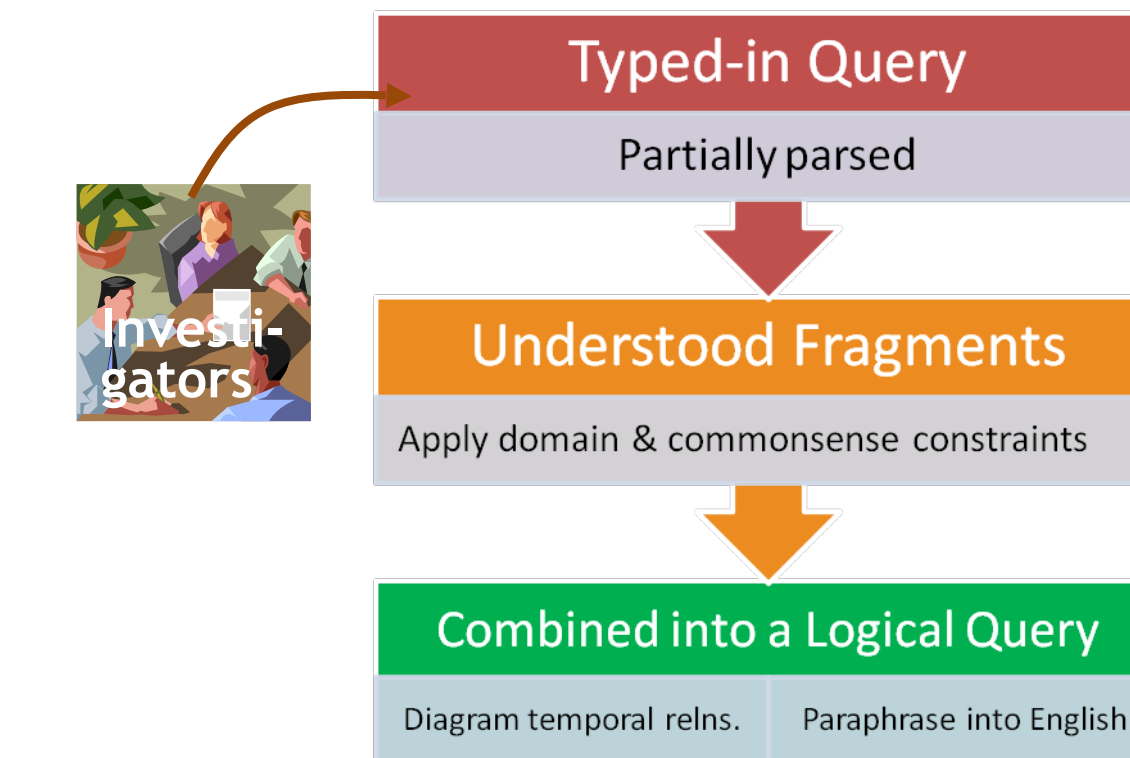 Typed-in Query
Partially parsed
Investi-
gators
Understood Fragments
Apply domain & commonsense constraints
Combined into a Logical Query
Diagram temporal relns.
Paraphrase into English